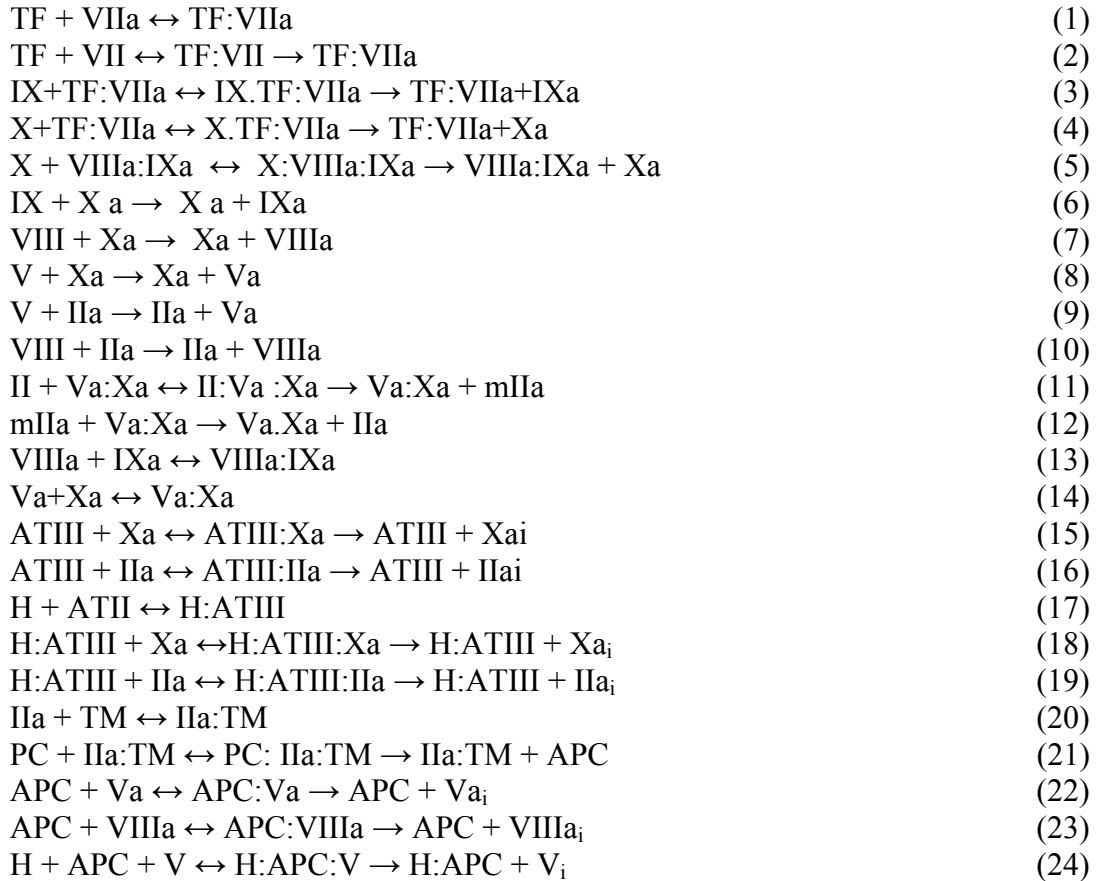 TF + VIIa ↔ TF:VIIa (1)
TF + VII ↔ TF:VII → TF:VIIa (2)
IX+TF:VIIa ↔ IX.TF:VIIa → TF:VIIa+IXa (3)
X+TF:VIIa ↔ X.TF:VIIa → TF:VIIa+Xa (4)
X + VIIIa:IXa ↔ X:VIIIa:IXa → VIIIa:IXa + Xa (5)
IX + X a → X a + IXa (6)
VIII + Xa → Xa + VIIIa (7)
V + Xa → Xa + Va (8)
V + IIa → IIa + Va (9)
VIII + IIa → IIa + VIIIa (10)
II + Va:Xa ↔ II:Va :Xa → Va:Xa + mIIa (11)
mIIa + Va:Xa → Va.Xa + IIa (12)
VIIIa + IXa ↔ VIIIa:IXa (13)
Va+Xa ↔ Va:Xa (14)
ATIII + Xa ↔ ATIII:Xa → ATIII + Xai (15)
ATIII + IIa ↔ ATIII:IIa → ATIII + IIai (16)
H + ATII ↔ H:ATIII (17)
H:ATIII + Xa ↔H:ATIII:Xa → H:ATIII + Xaᵢ (18)
H:ATIII + IIa ↔ H:ATIII:IIa → H:ATIII + IIaᵢ (19)
IIa + TM ↔ IIa:TM (20)
PC + IIa:TM ↔ PC: IIa:TM → IIa:TM + APC (21)
APC + Va ↔ APC:Va → APC + Vaᵢ (22)
APC + VIIIa ↔ APC:VIIIa → APC + VIIIaᵢ (23)
H + APC + V ↔ H:APC:V → H:APC + Vᵢ (24)